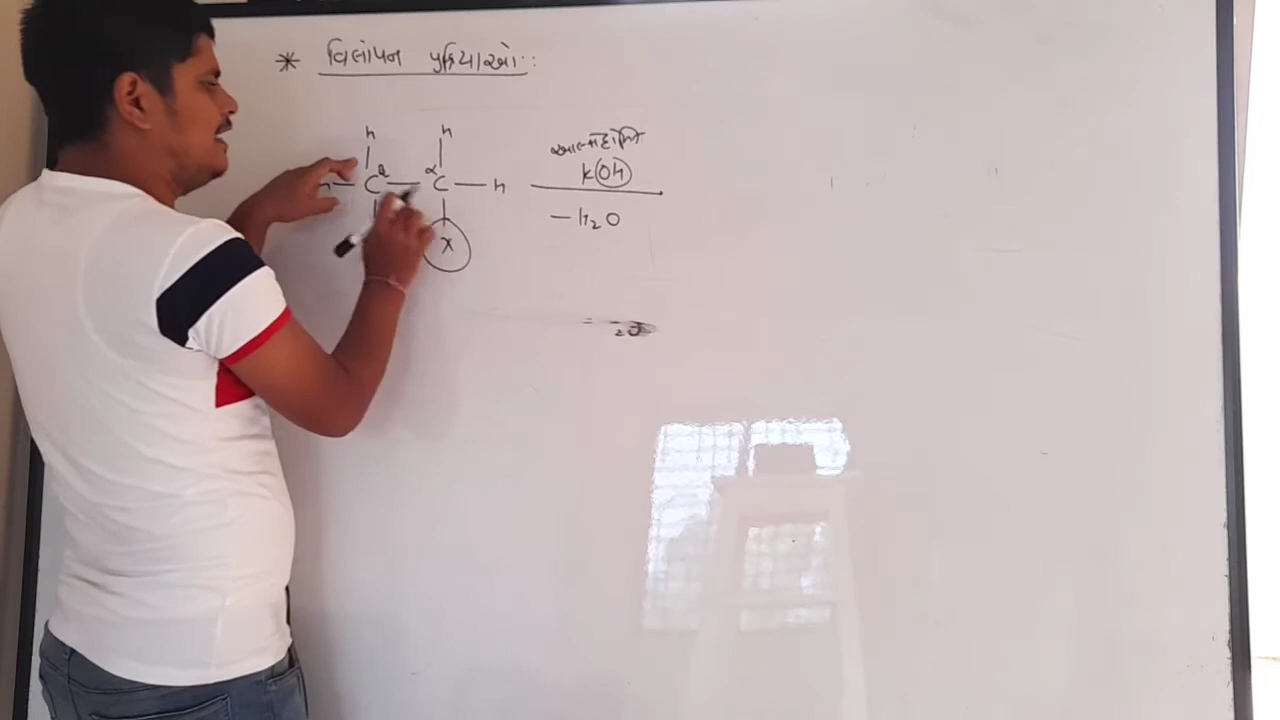 * વિલોપન પ્રક્રિયાઓ :
H H
આલ્કોહોલિય
H — C — C α — H KOH
— H₂O
X